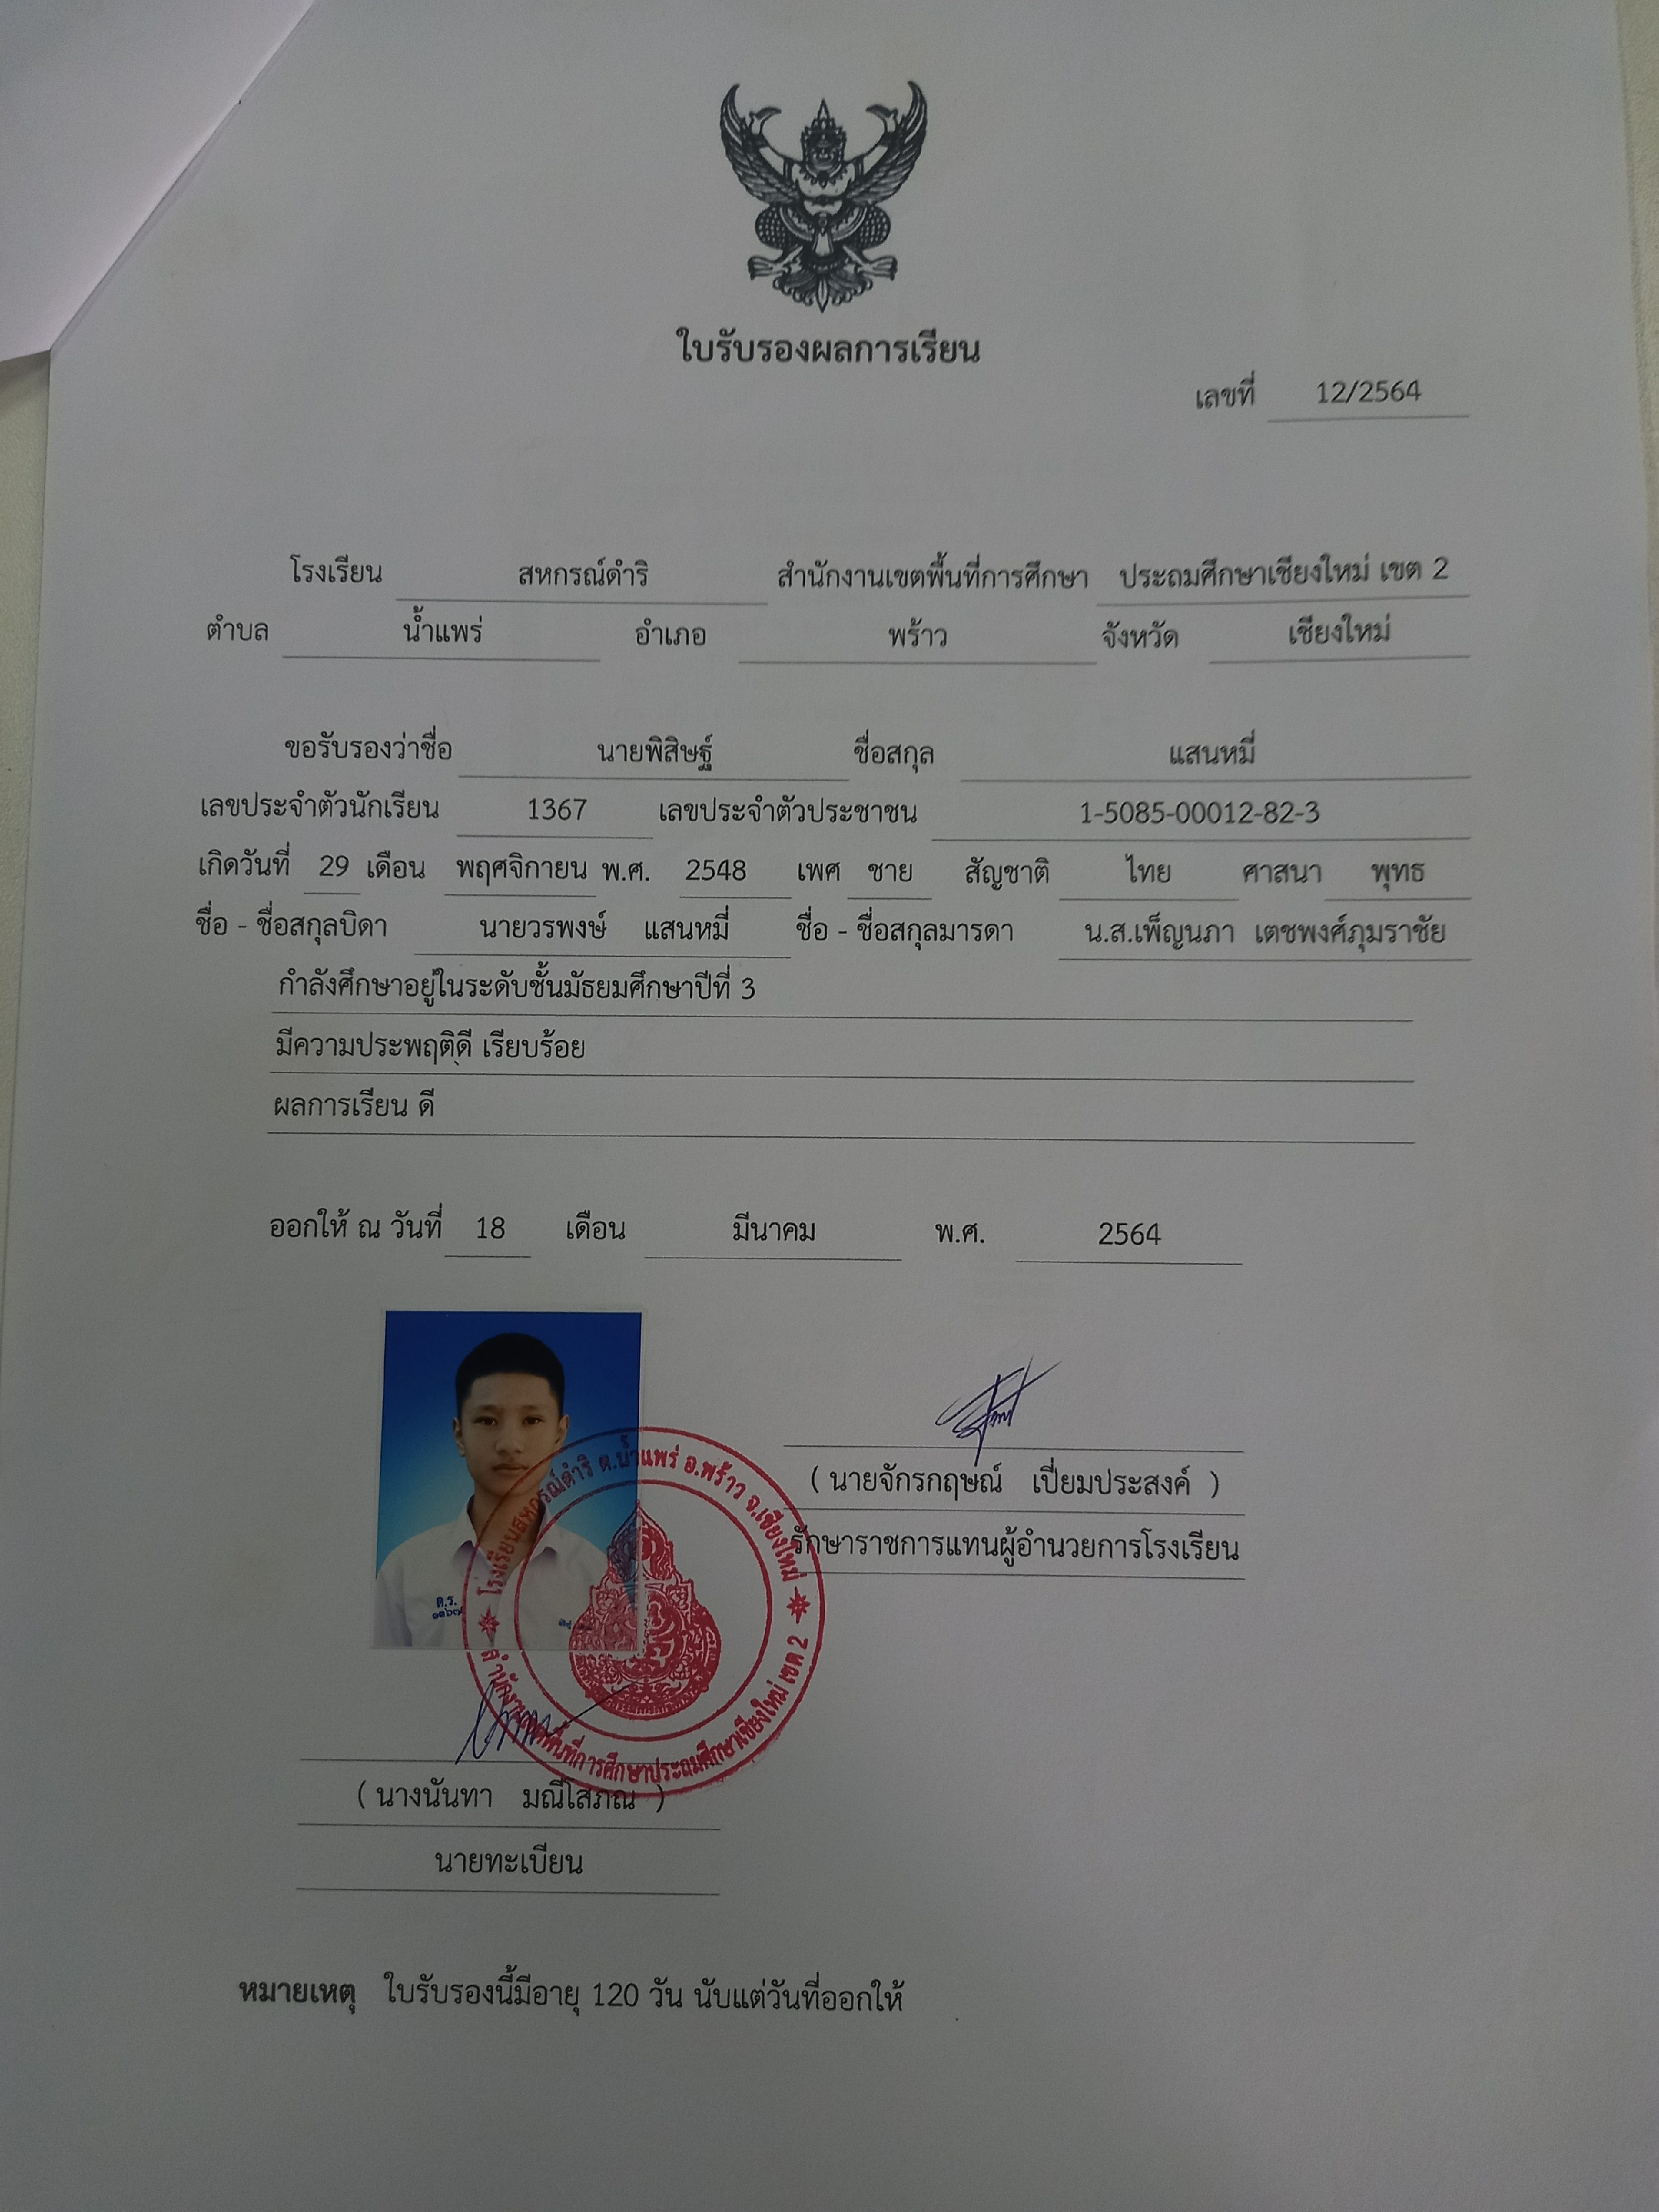 ใบรับรองผลการเรียน
เลขที่ 12/2564
โรงเรียน สหกรณ์ดำริ สำนักงานเขตพื้นที่การศึกษา ประถมศึกษาเชียงใหม่ เขต 2
ตำบล น้ำแพร่ อำเภอ พร้าว จังหวัด เชียงใหม่
ขอรับรองว่าชื่อ นายพิสิษฐ์ ชื่อสกุล แสนหมี่
เลขประจำตัวนักเรียน 1367 เลขประจำตัวประชาชน 1-5085-00012-82-3
เกิดวันที่ 29 เดือน พฤศจิกายน พ.ศ. 2548 เพศ ชาย สัญชาติ ไทย ศาสนา พุทธ
ชื่อ - ชื่อสกุลบิดา นายวรพงษ์ แสนหมี่ ชื่อ - ชื่อสกุลมารดา น.ส.เพ็ญนภา เตชพงศ์ภุมราชัย
กำลังศึกษาอยู่ในระดับชั้นมัธยมศึกษาปีที่ 3
มีความประพฤติดี เรียบร้อย
ผลการเรียน ดี
ออกให้ ณ วันที่ 18 เดือน มีนาคม พ.ศ. 2564
( นายจักรกฤษณ์ เปี่ยมประสงค์ )
รักษาราชการแทนผู้อำนวยการโรงเรียน
โรงเรียนสหกรณ์ดำริ ต.น้ำแพร่ อ.พร้าว จ.เชียงใหม่
สำนักงานเขตพื้นที่การศึกษาประถมศึกษาเชียงใหม่ เขต 2
( นางนันทา มณีโสภณ )
นายทะเบียน
หมายเหตุ ใบรับรองนี้มีอายุ 120 วัน นับแต่วันที่ออกให้